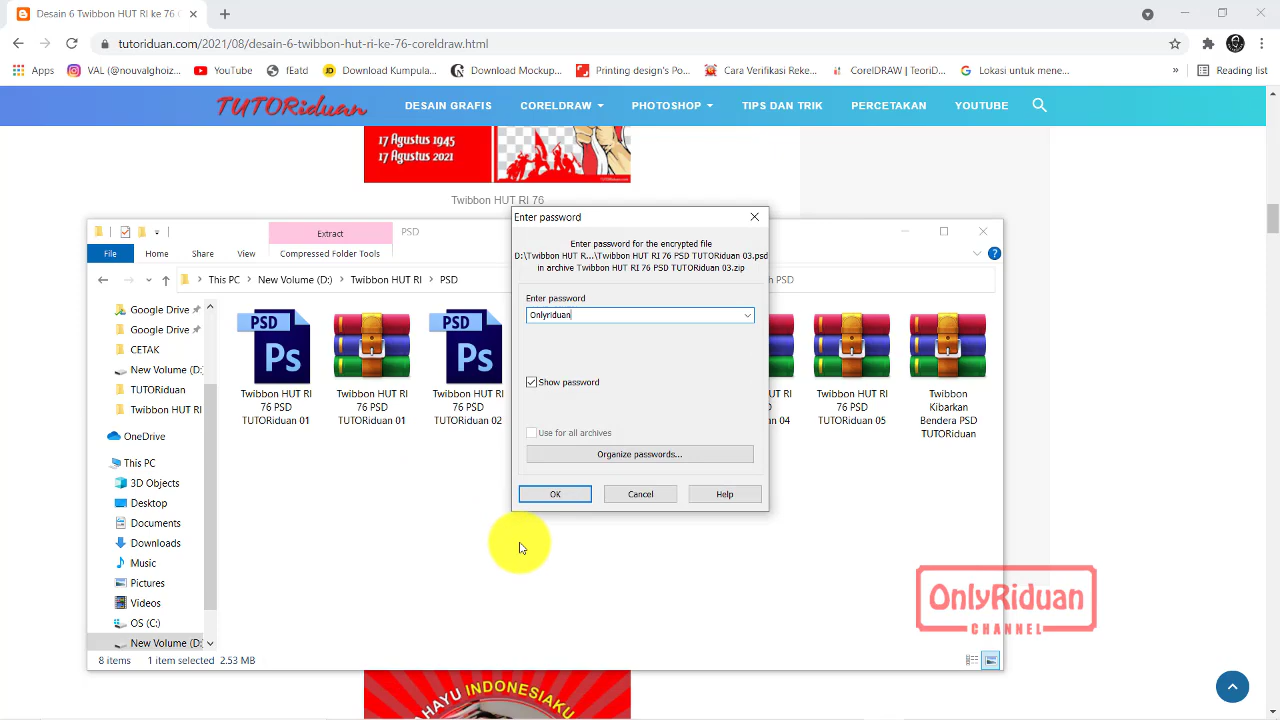 Desain 6 Twibbon HUT RI ke 76
tutoriduan.com/2021/08/desain-6-twibbon-hut-ri-ke-76-coreldraw.html
Apps
VAL (@nouvalghoiz...
YouTube
fEatd
Download Kumpula...
Download Mockup...
Printing design's Po...
Cara Verifikasi Reke...
CorelDRAW | TeoriD...
Lokasi untuk mene...
»
Reading list
TUTORiduan
DESAIN GRAFIS
CORELDRAW
PHOTOSHOP
TIPS DAN TRIK
PERCETAKAN
YOUTUBE
17 Agustus 1945
17 Agustus 2021
Twibbon HUT RI 76
Extract
PSD
File
Home
Share
View
Compressed Folder Tools
This PC
New Volume (D:)
Twibbon HUT RI
PSD
PSD
Google Drive
Google Drive
CETAK
New Volume (D:
TUTORiduan
Twibbon HUT RI
OneDrive
This PC
3D Objects
Desktop
Documents
Downloads
Music
Pictures
Videos
OS (C:)
New Volume (D:
PSD
Ps
Twibbon HUT RI
76 PSD
TUTORiduan 01
Twibbon HUT RI
76 PSD
TUTORiduan 01
PSD
Ps
Twibbon HUT RI
76 PSD
TUTORiduan 02
HUT RI
PSD
an 04
Twibbon HUT RI
76 PSD
TUTORiduan 05
Twibbon
Kibarkan
Bendera PSD
TUTORiduan
8 items
1 item selected
2.53 MB
Enter password
Enter password for the encrypted file
D:\Twibbon HUT R...\Twibbon HUT RI 76 PSD TUTORiduan 03.psd
in archive Twibbon HUT RI 76 PSD TUTORiduan 03.zip
Enter password
Onlyriduan
Show password
Use for all archives
Organize passwords...
OK
Cancel
Help
OnlyRiduan
CHANNEL
AHAYU INDONESIAKU